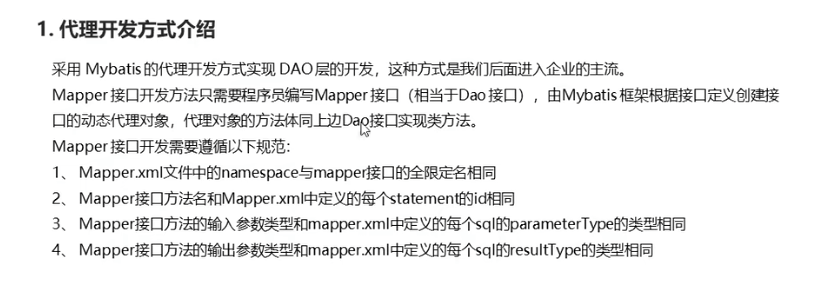 1. 代理开发方式介绍
采用 Mybatis 的代理开发方式实现 DAO 层的开发，这种方式是我们后面进入企业的主流。
Mapper 接口开发方法只需要程序员编写Mapper 接口（相当于Dao 接口），由Mybatis 框架根据接口定义创建接
口的动态代理对象，代理对象的方法体同上边Dao接口实现类方法。
Mapper 接口开发需要遵循以下规范：
1、 Mapper.xml文件中的namespace与mapper接口的全限定名相同
2、 Mapper接口方法名和Mapper.xml中定义的每个statement的id相同
3、 Mapper接口方法的输入参数类型和mapper.xml中定义的每个sql的parameterType的类型相同
4、 Mapper接口方法的输出参数类型和mapper.xml中定义的每个sql的resultType的类型相同